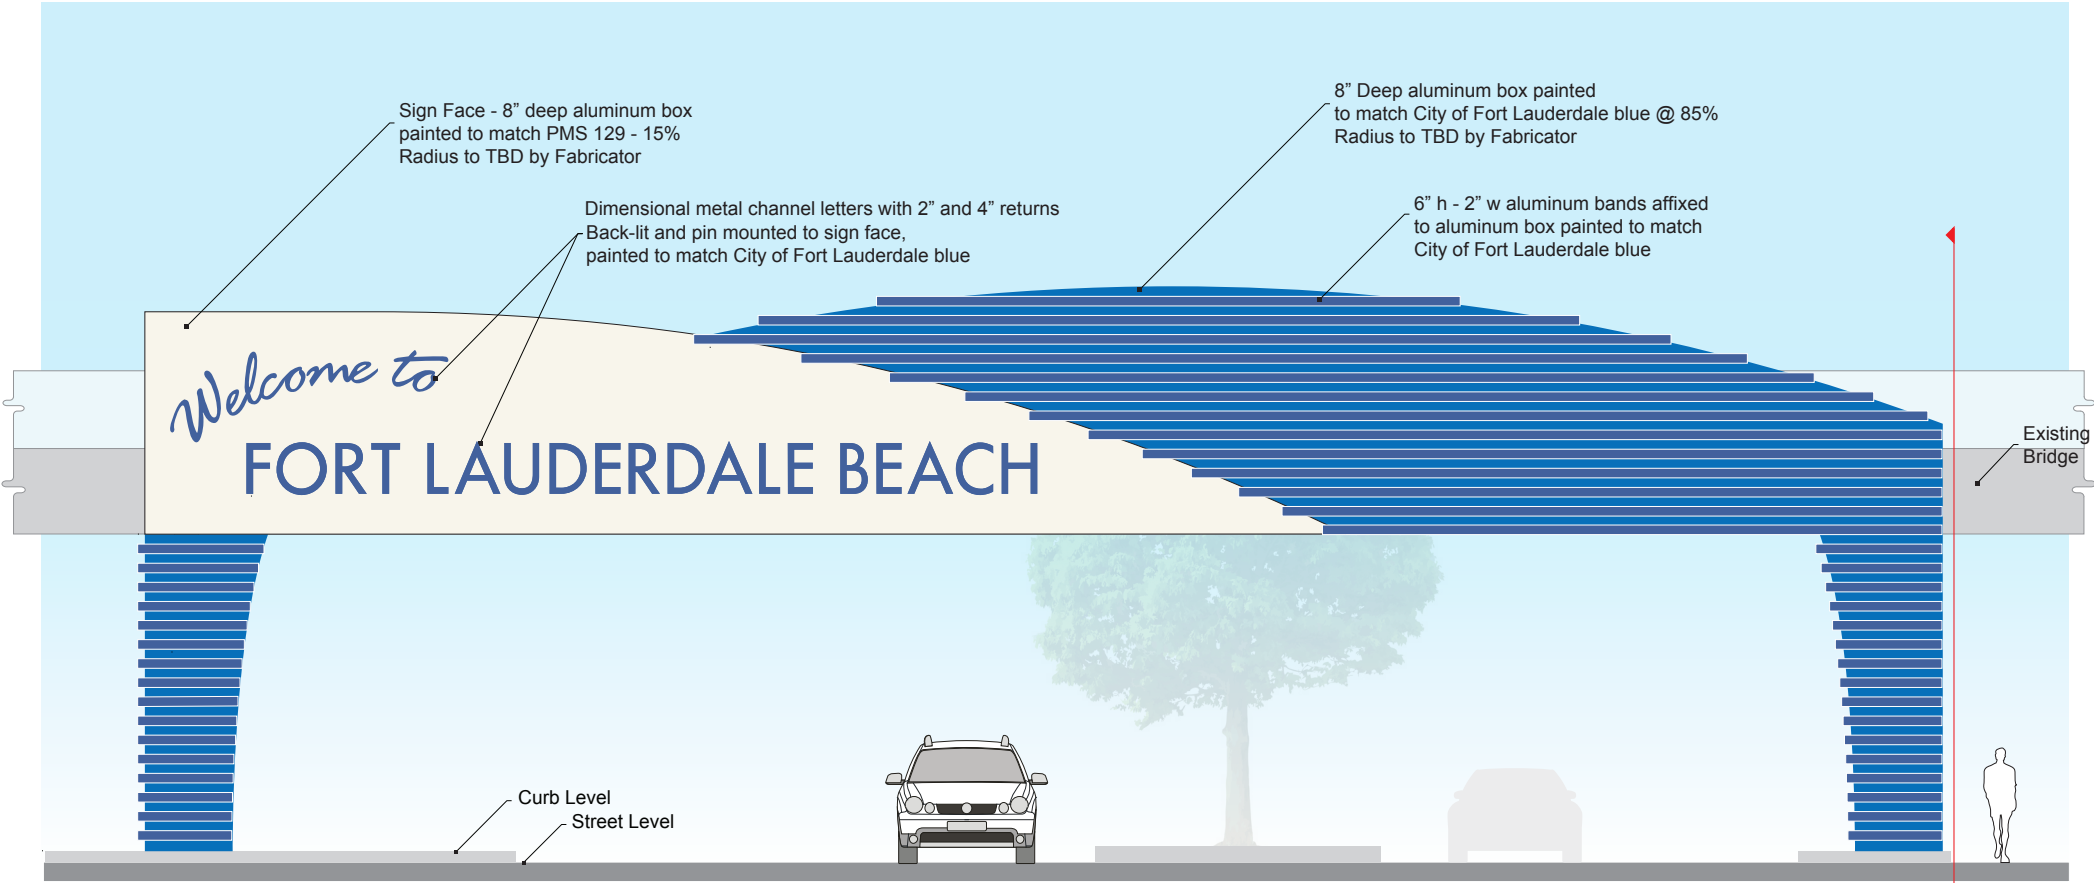 8” Deep aluminum box painted
to match City of Fort Lauderdale blue @ 85%
Radius to TBD by Fabricator
Sign Face - 8” deep aluminum box
painted to match PMS 129 - 15%
Radius to TBD by Fabricator
6” h - 2” w aluminum bands affixed
to aluminum box painted to match
City of Fort Lauderdale blue
Dimensional metal channel letters with 2” and 4” returns
Back-lit and pin mounted to sign face,
painted to match City of Fort Lauderdale blue
Welcome to
FORT LAUDERDALE BEACH
Existing
Bridge
Curb Level
Street Level